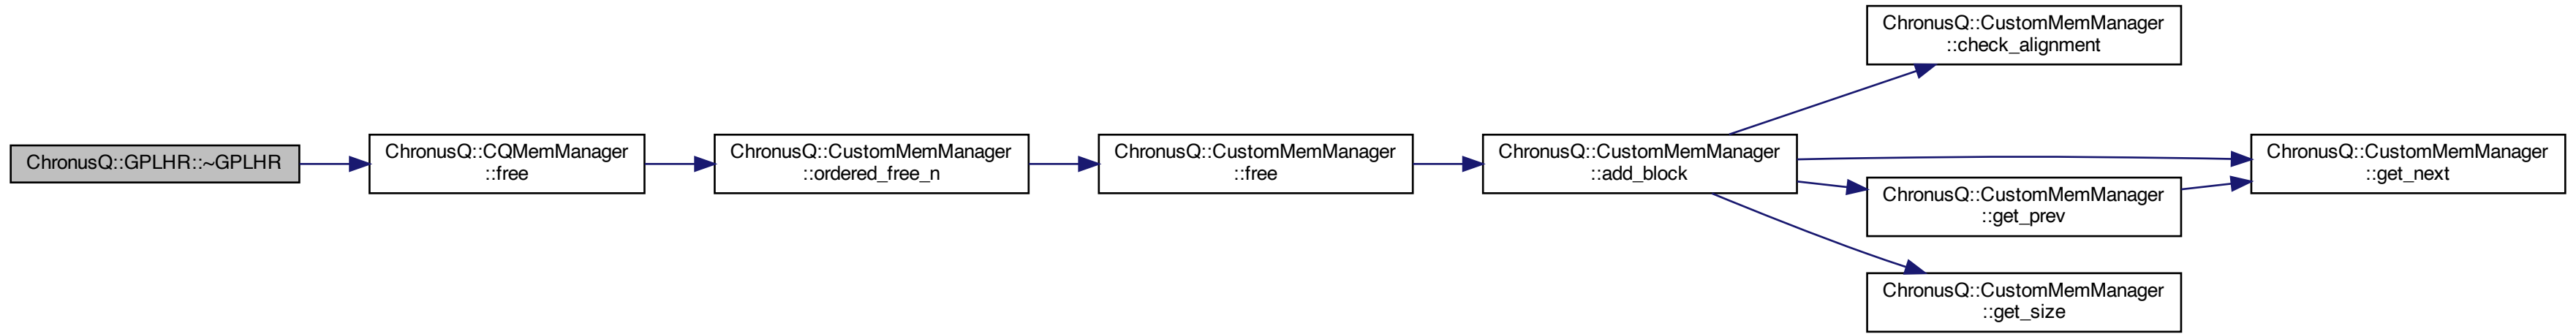 ChronusQ::GPLHR::~GPLHR
ChronusQ::CQMemManager
::free
ChronusQ::CustomMemManager
::ordered_free_n
ChronusQ::CustomMemManager
::free
ChronusQ::CustomMemManager
::add_block
ChronusQ::CustomMemManager
::check_alignment
ChronusQ::CustomMemManager
::get_next
ChronusQ::CustomMemManager
::get_prev
ChronusQ::CustomMemManager
::get_size